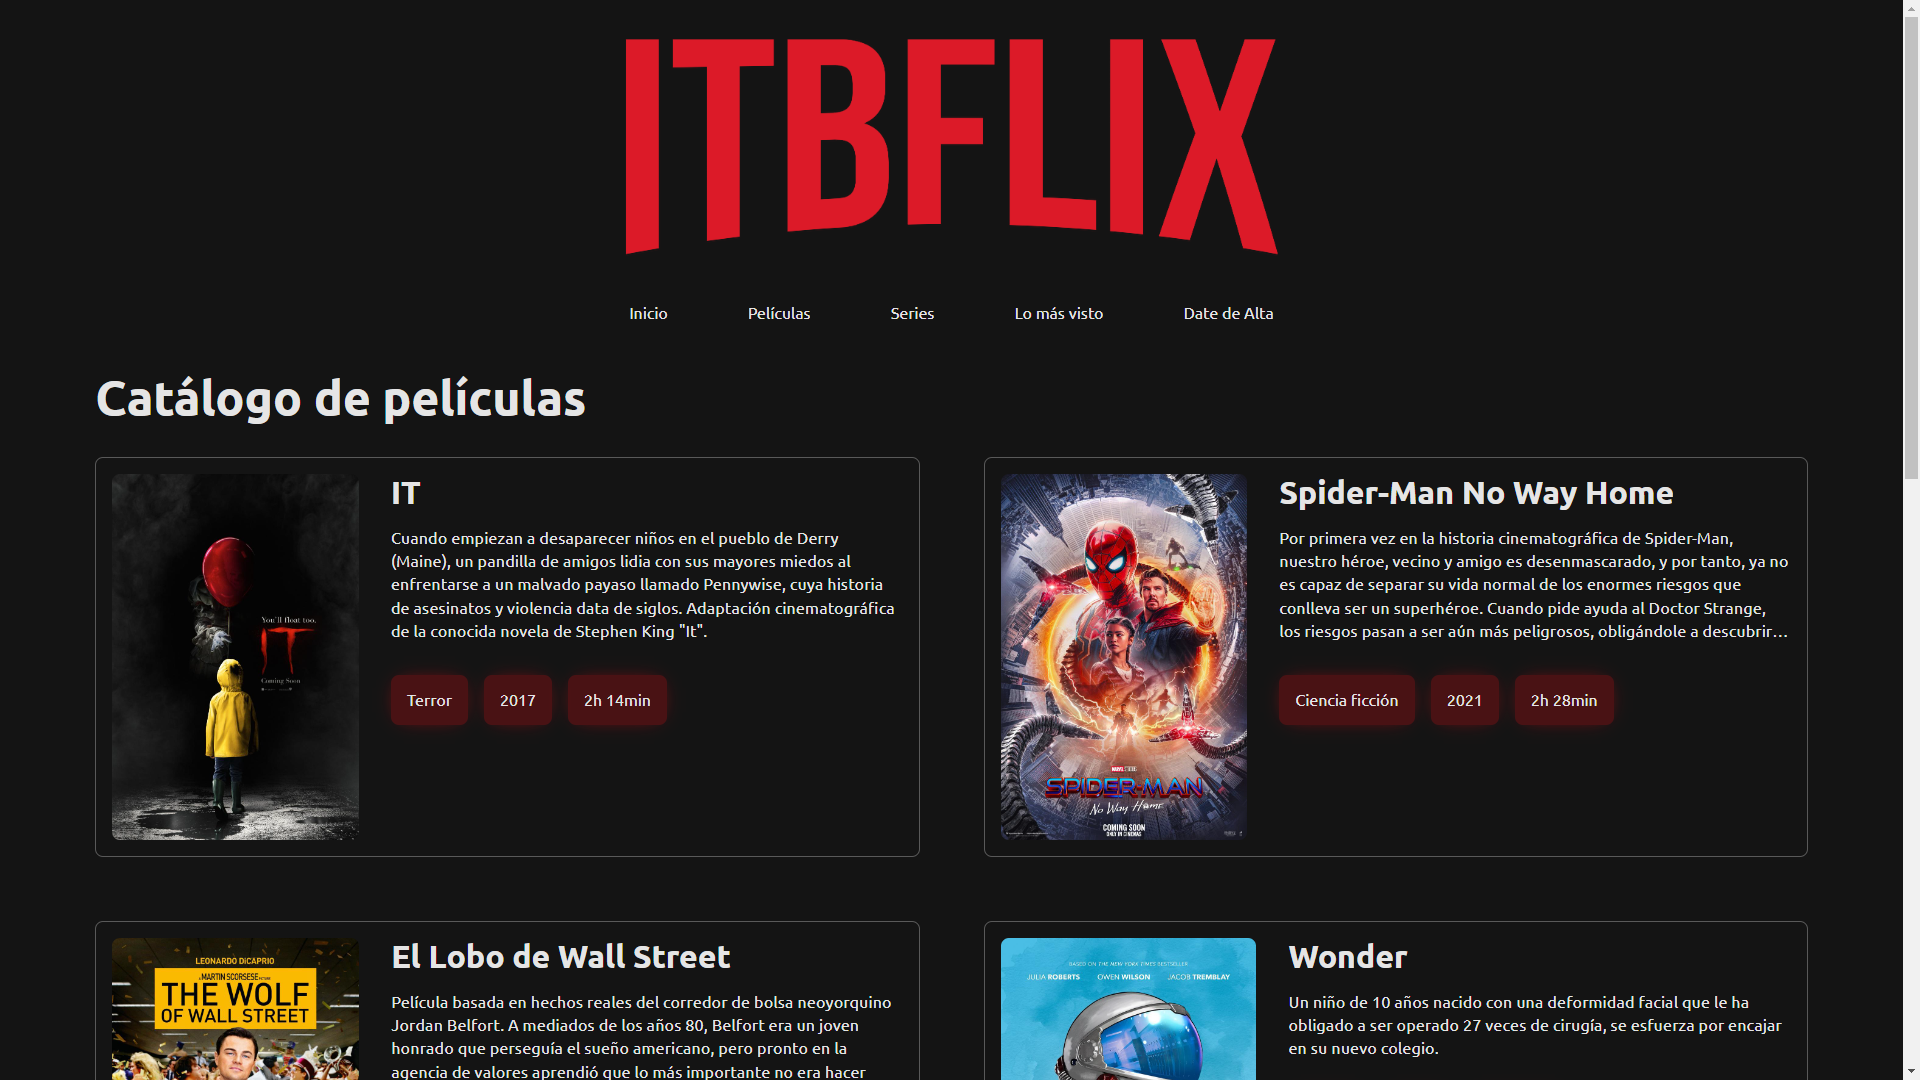 ITBFLIX
Inicio Películas Series Lo más visto Date de Alta
Catálogo de películas
You'll float too.
IT
Coming Soon
IT
Cuando empiezan a desaparecer niños en el pueblo de Derry
(Maine), un pandilla de amigos lidia con sus mayores miedos al
enfrentarse a un malvado payaso llamado Pennywise, cuya historia
de asesinatos y violencia data de siglos. Adaptación cinematográfica
de la conocida novela de Stephen King "It".
Terror 2017 2h 14min
SPIDER-MAN
No Way Home
COMING SOON
ONLY IN CINEMAS
Spider-Man No Way Home
Por primera vez en la historia cinematográfica de Spider-Man,
nuestro héroe, vecino y amigo es desenmascarado, y por tanto, ya no
es capaz de separar su vida normal de los enormes riesgos que
conlleva ser un superhéroe. Cuando pide ayuda al Doctor Strange,
los riesgos pasan a ser aún más peligrosos, obligándole a descubrir...
Ciencia ficción 2021 2h 28min
LEONARDO DiCAPRIO
A MARTIN SCORSESE PICTURE
THE WOLF
OF WALL STREET
El Lobo de Wall Street
Película basada en hechos reales del corredor de bolsa neoyorquino
Jordan Belfort. A mediados de los años 80, Belfort era un joven
honrado que perseguía el sueño americano, pero pronto en la
agencia de valores aprendió que lo más importante no era hacer
BASED ON THE NEW YORK TIMES BESTSELLER
JULIA ROBERTS OWEN WILSON JACOB TREMBLAY
Wonder
Un niño de 10 años nacido con una deformidad facial que le ha
obligado a ser operado 27 veces de cirugía, se esfuerza por encajar
en su nuevo colegio.